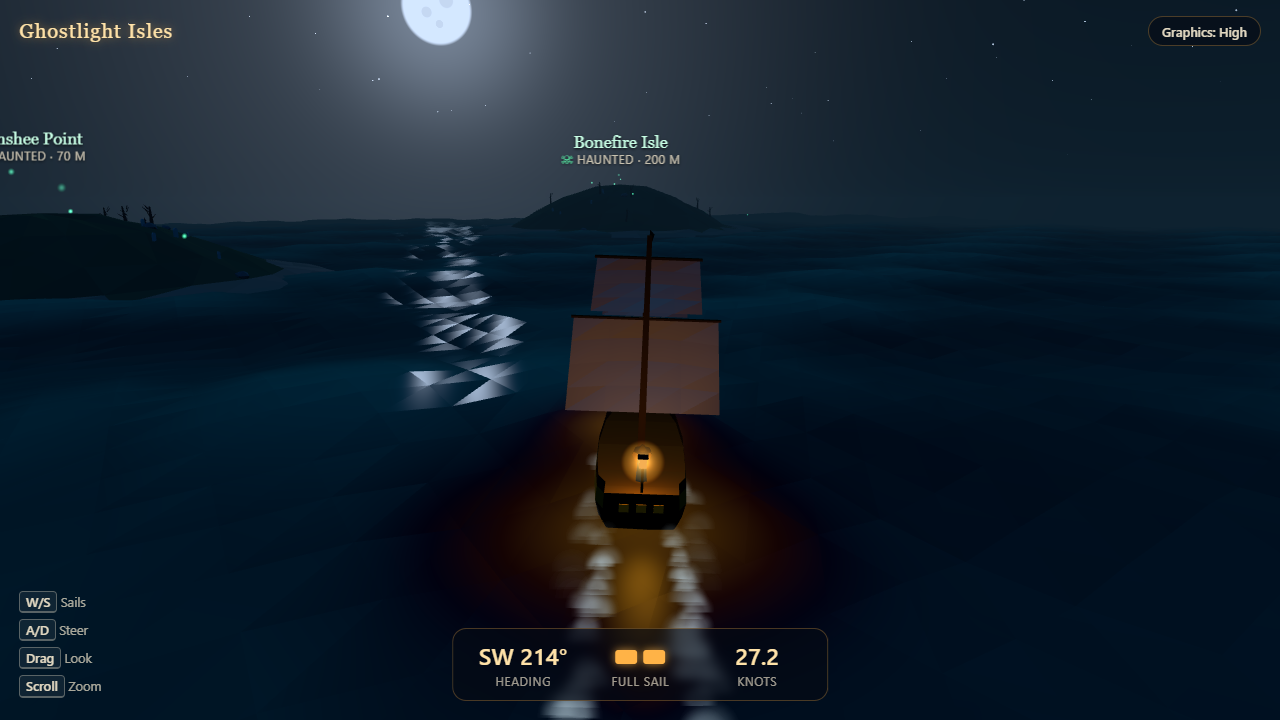 Ghostlight Isles
Graphics: High
nshee Point
AUNTED · 70 M
Bonefire Isle
HAUNTED · 200 M
W/S Sails
A/D Steer
Drag Look
Scroll Zoom
SW 214°
HEADING
FULL SAIL
27.2
KNOTS